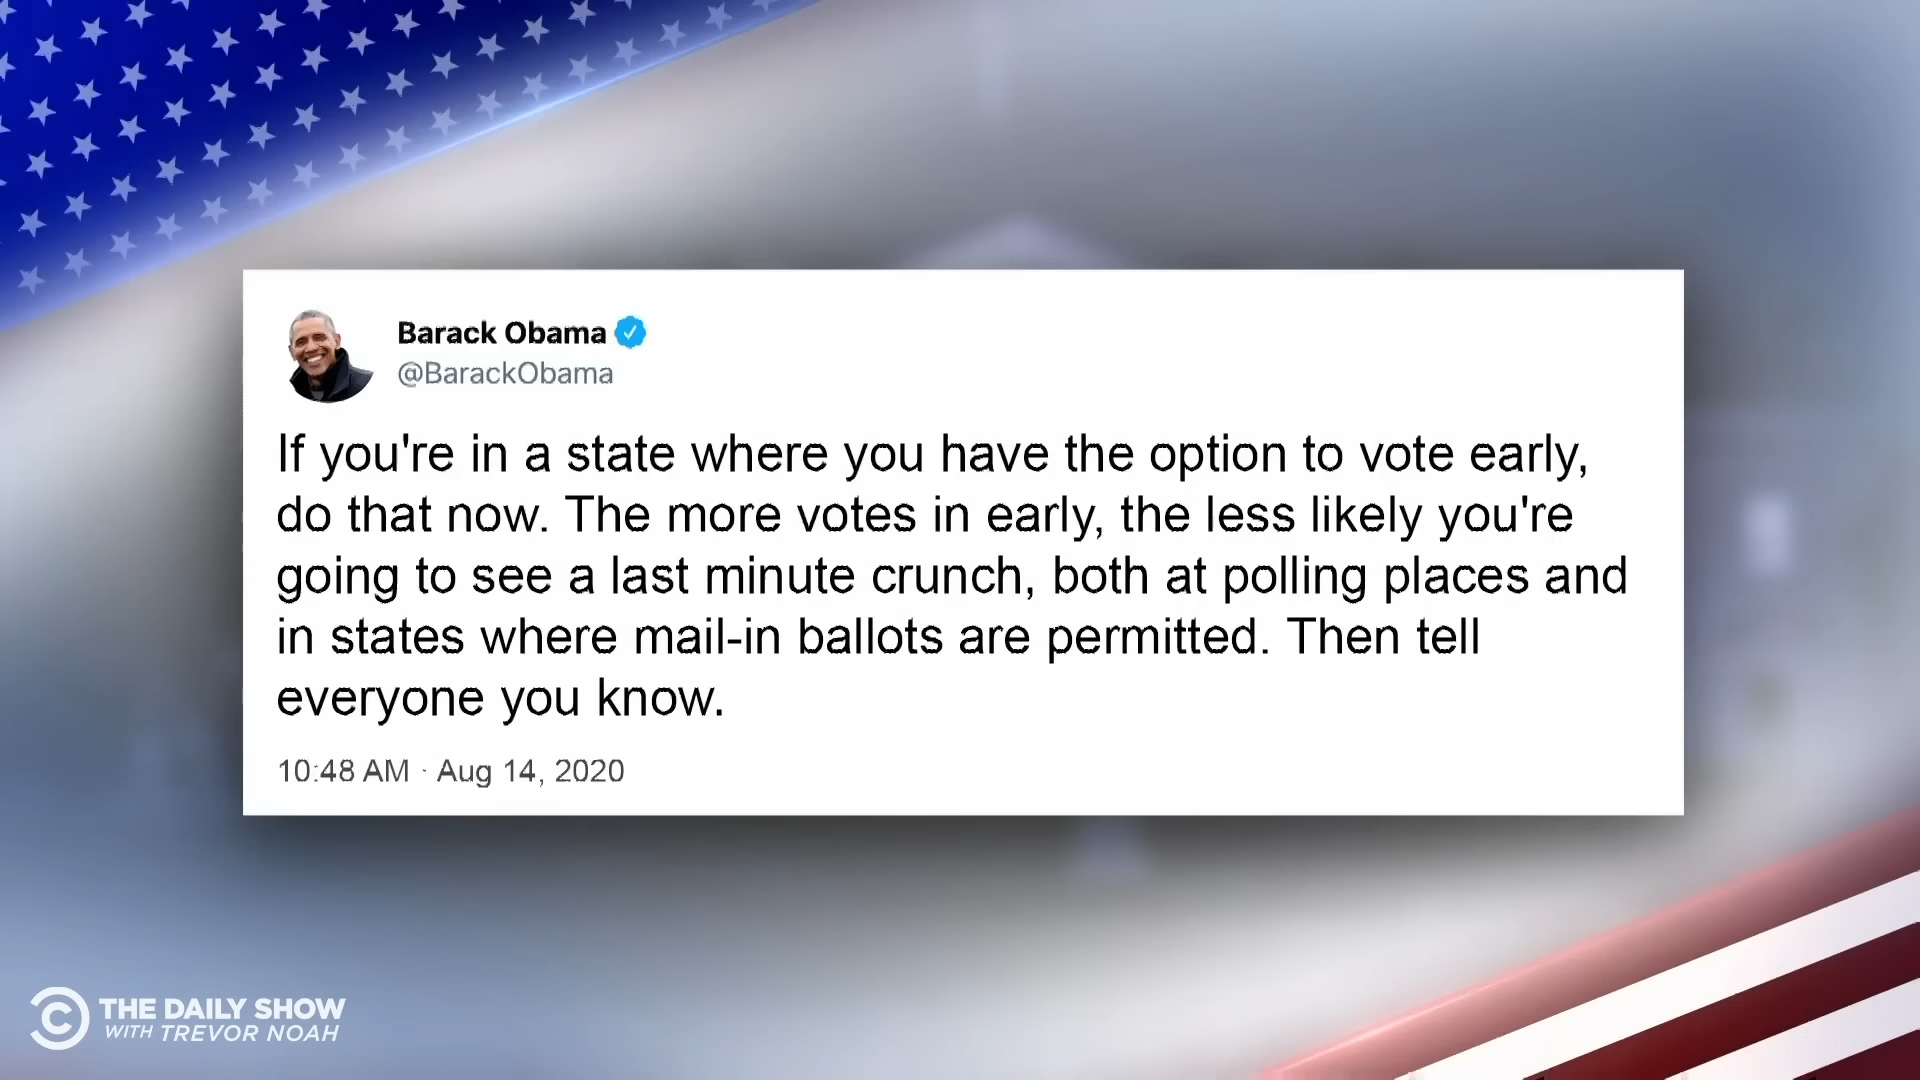 Barack Obama
@BarackObama
If you're in a state where you have the option to vote early,
do that now. The more votes in early, the less likely you're
going to see a last minute crunch, both at polling places and
in states where mail-in ballots are permitted. Then tell
everyone you know.
10:48 AM · Aug 14, 2020
THE DAILY SHOW
WITH TREVOR NOAH